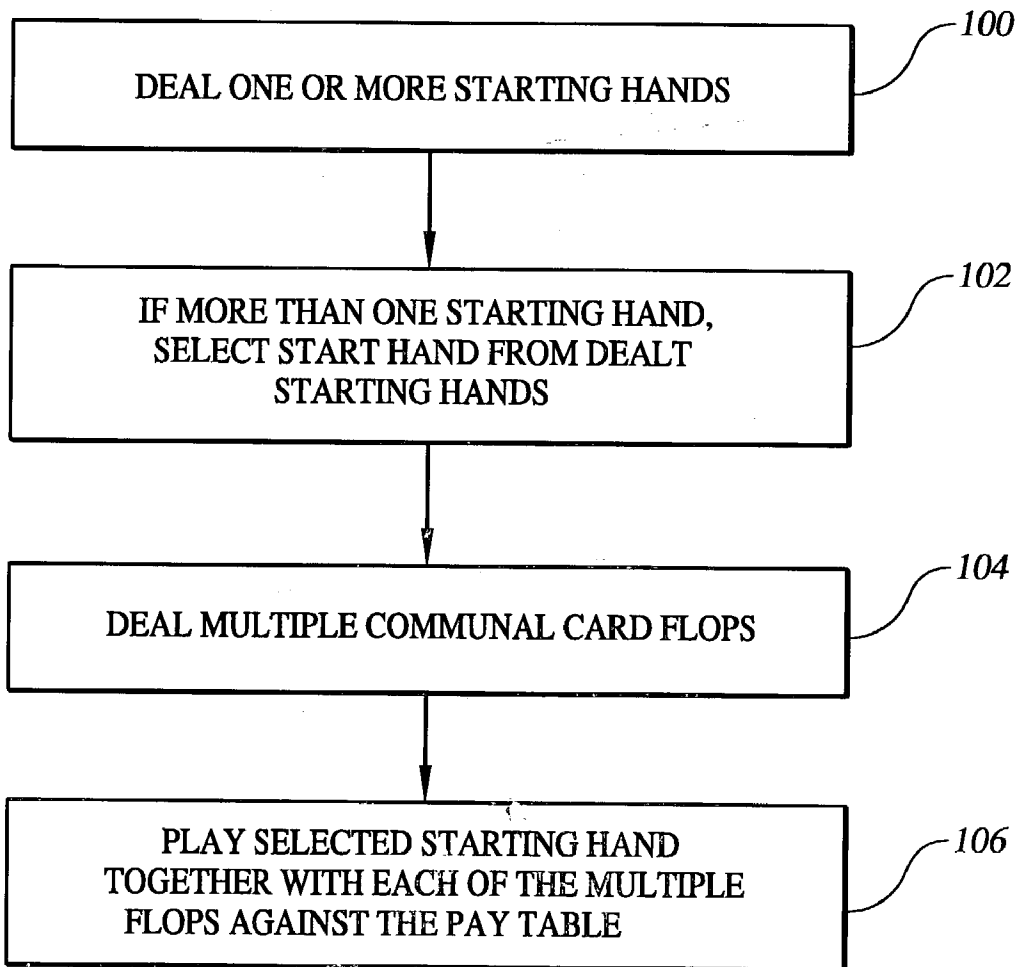 100
DEAL ONE OR MORE STARTING HANDS
102
IF MORE THAN ONE STARTING HAND,
SELECT START HAND FROM DEALT
STARTING HANDS
104
DEAL MULTIPLE COMMUNAL CARD FLOPS
106
PLAY SELECTED STARTING HAND
TOGETHER WITH EACH OF THE MULTIPLE
FLOPS AGAINST THE PAY TABLE